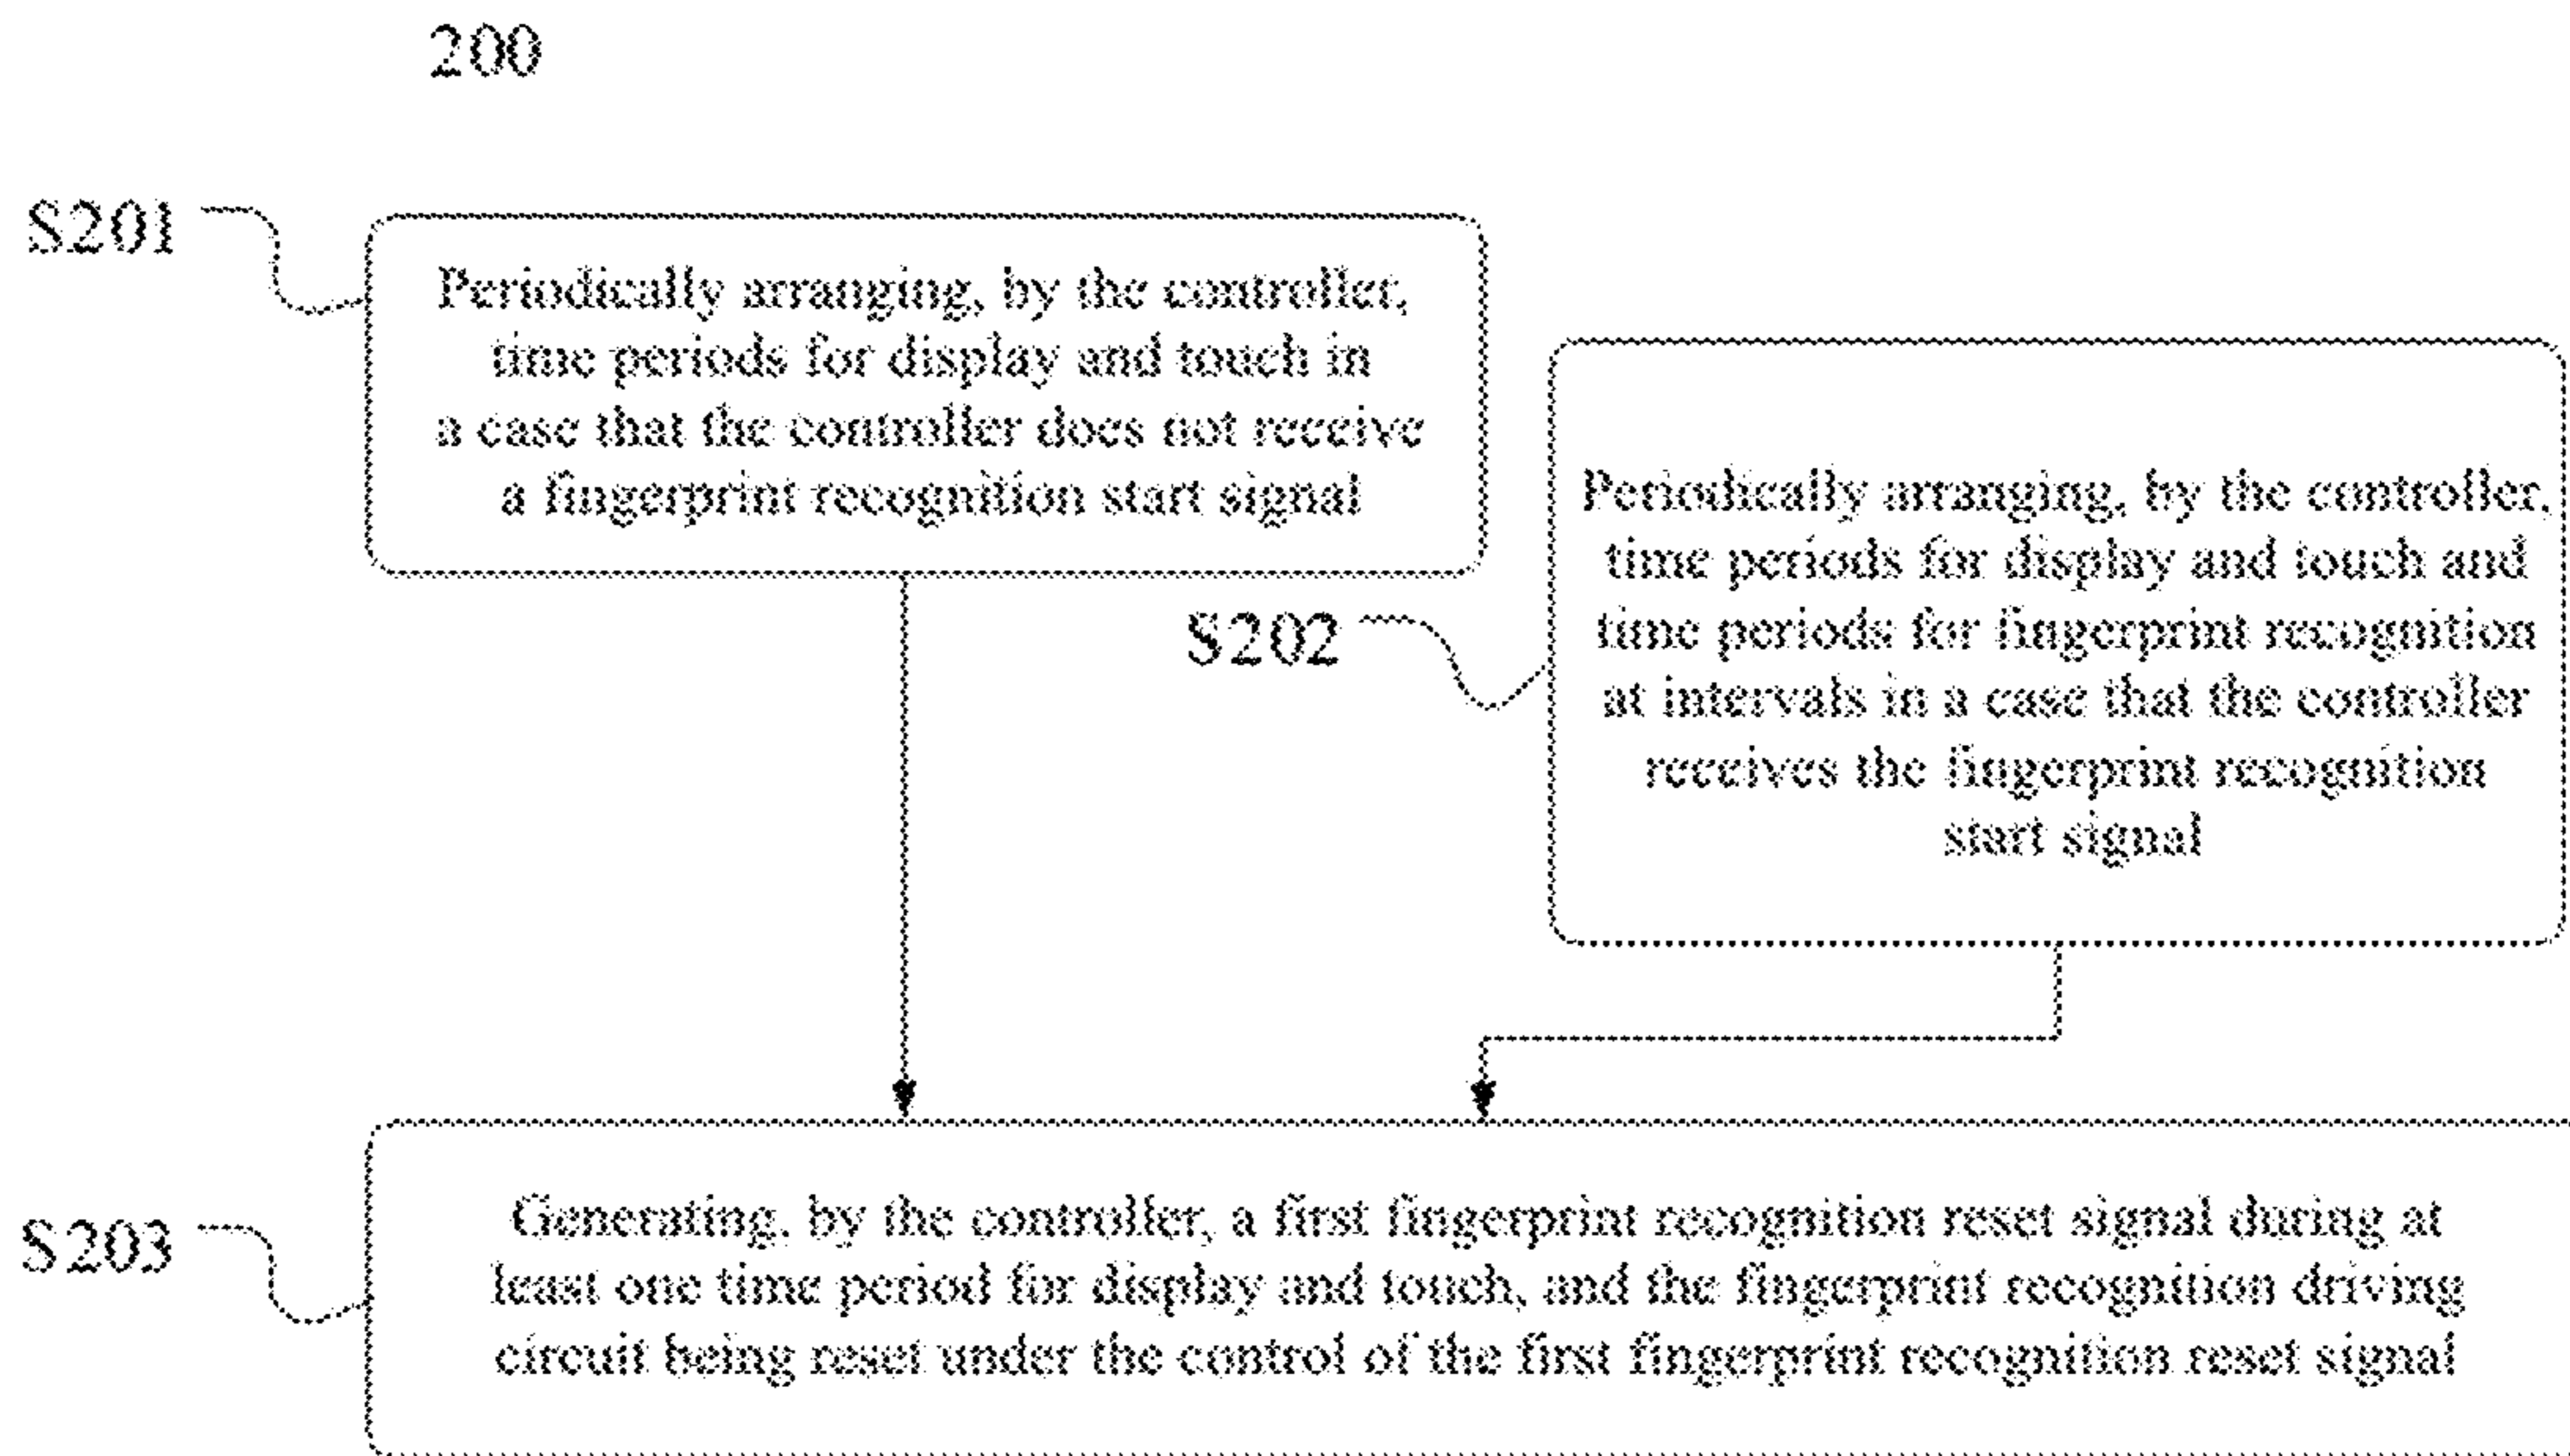 200
S201
Periodically arranging, by the controller,
time periods for display and touch in
a case that the controller does not receive
a fingerprint recognition start signal
S202
Periodically arranging, by the controller,
time periods for display and touch and
time periods for fingerprint recognition
at intervals in a case that the controller
receives the fingerprint recognition
start signal
S203
Generating, by the controller, a first fingerprint recognition reset signal during at
least one time period for display and touch, and the fingerprint recognition driving
circuit being reset under the control of the first fingerprint recognition reset signal